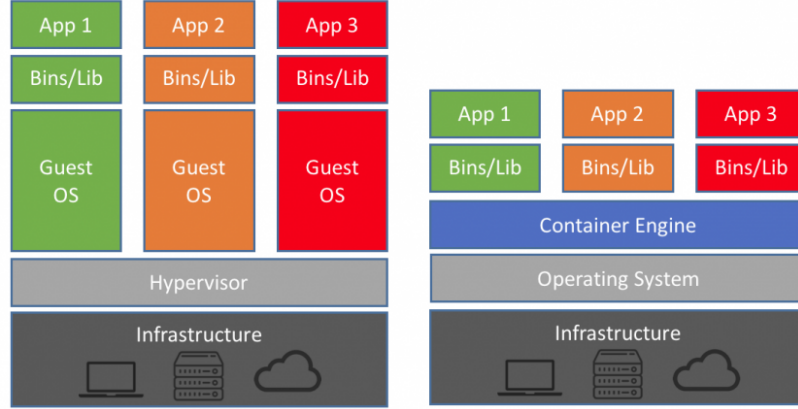 App 1
App 2
App 3
Bins/Lib
Bins/Lib
Bins/Lib
Guest
OS
Guest
OS
Guest
OS
Hypervisor
Infrastructure
App 1
App 2
App 3
Bins/Lib
Bins/Lib
Bins/Lib
Container Engine
Operating System
Infrastructure